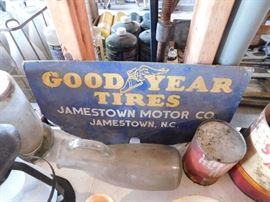 GOOD YEAR
TIRES
JAMESTOWN MOTOR CO.
JAMESTOWN, N.C.